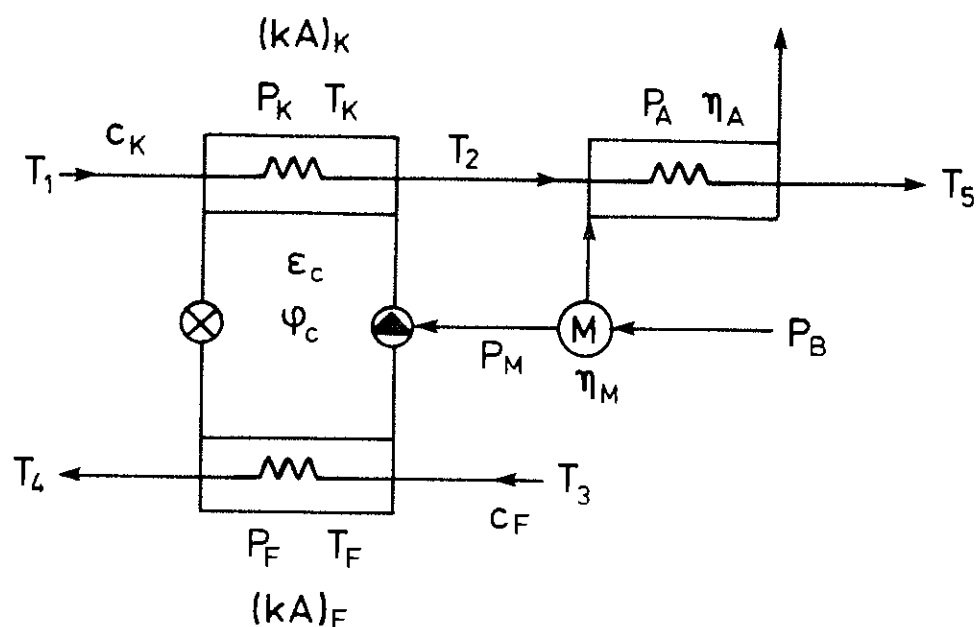 (kA)K
PK TK
PA ηA
cK
T1
T2
T5
εc
φc
M
PM
PB
ηM
T4
T3
cF
PF TF
(kA)F